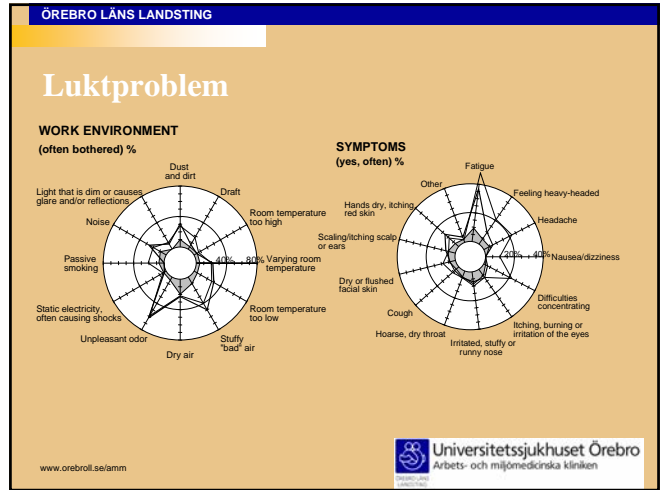 ÖREBRO LÄNS LANDSTING
Luktproblem
WORK ENVIRONMENT
(often bothered) %
Dust
and dirt
Draft
Room temperature
too high
40%
80%
Varying room
temperature
Room temperature
too low
Stuffy
"bad" air
Dry air
Unpleasant odor
Static electricity,
often causing shocks
Passive
smoking
Noise
Light that is dim or causes
glare and/or reflections
SYMPTOMS
(yes, often) %
Fatigue
Feeling heavy-headed
Headache
20%
40%
Nausea/dizziness
Difficulties
concentrating
Itching, burning or
irritation of the eyes
Irritated, stuffy or
runny nose
Hoarse, dry throat
Cough
Dry or flushed
facial skin
Scaling/itching scalp
or ears
Hands dry, itching
red skin
Other
www.orebroll.se/amm
Universitetssjukhuset Örebro
Arbets- och miljömedicinska kliniken
ÖREBRO LÄNS
LANDSTING